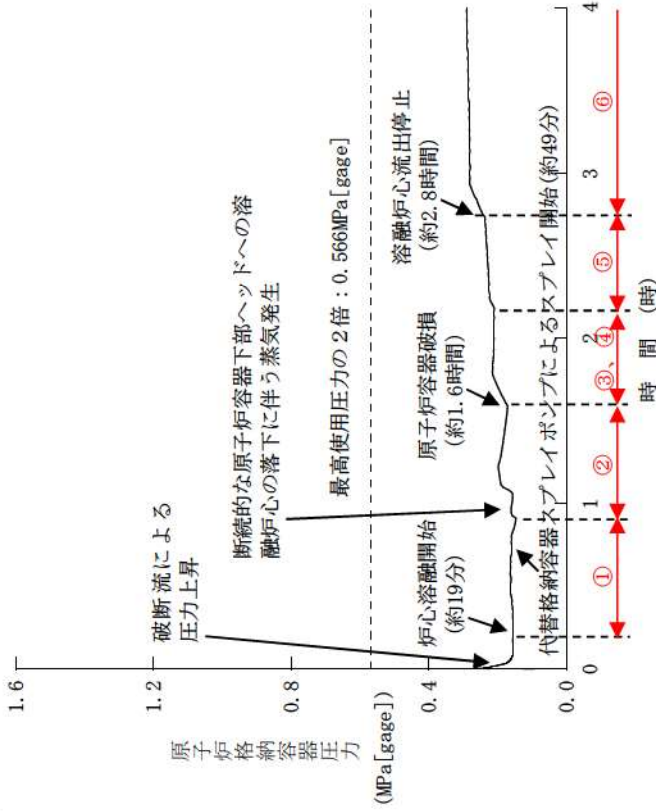 1.6
1.2
0.8
0.4
0.0
原子炉格納容器圧力
(MPa[gage])
破断流による
圧力上昇
断続的な原子炉容器下部ヘッドへの溶
融炉心の落下に伴う蒸気発生
最高使用圧力の2倍：0.566MPa[gage]
炉心溶融開始
(約19分)
原子炉容器破損
(約1.6時間)
溶融炉心流出停止
(約2.8時間)
代替格納容器スプレイポンプによるスプレイ開始(約49分)
0
1
2
3
4
①
②
③、④
⑤
⑥
時間
(時)